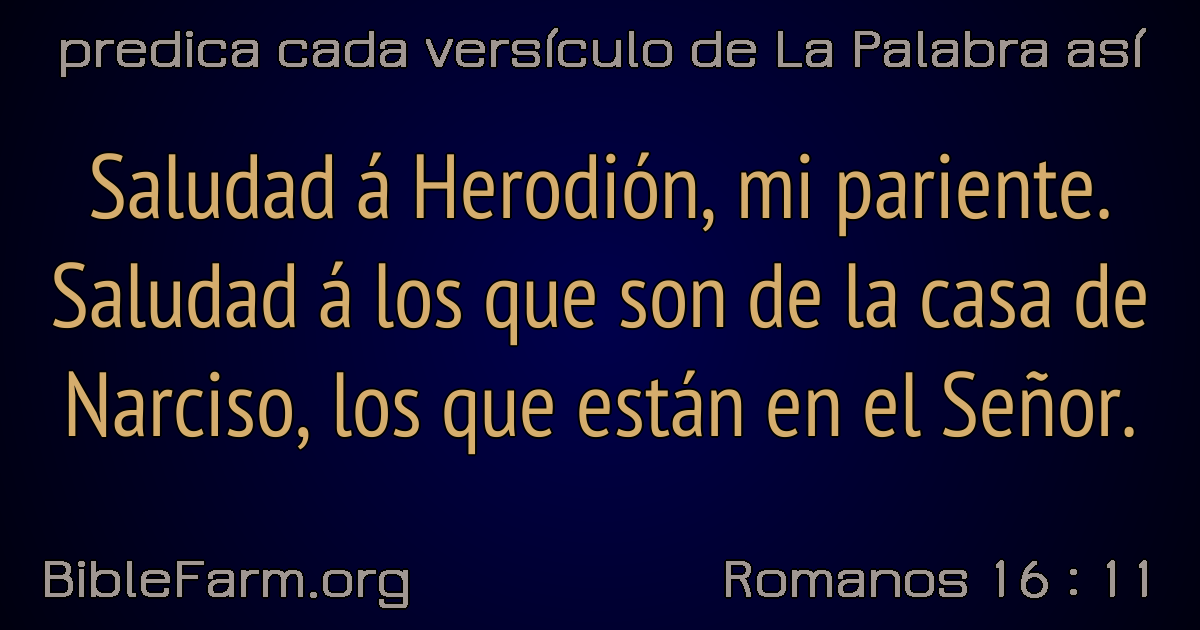 predica cada versículo de La Palabra así
Saludad á Herodión, mi pariente.
Saludad á los que son de la casa de
Narciso, los que están en el Señor.
BibleFarm.org
Romanos 16 : 11